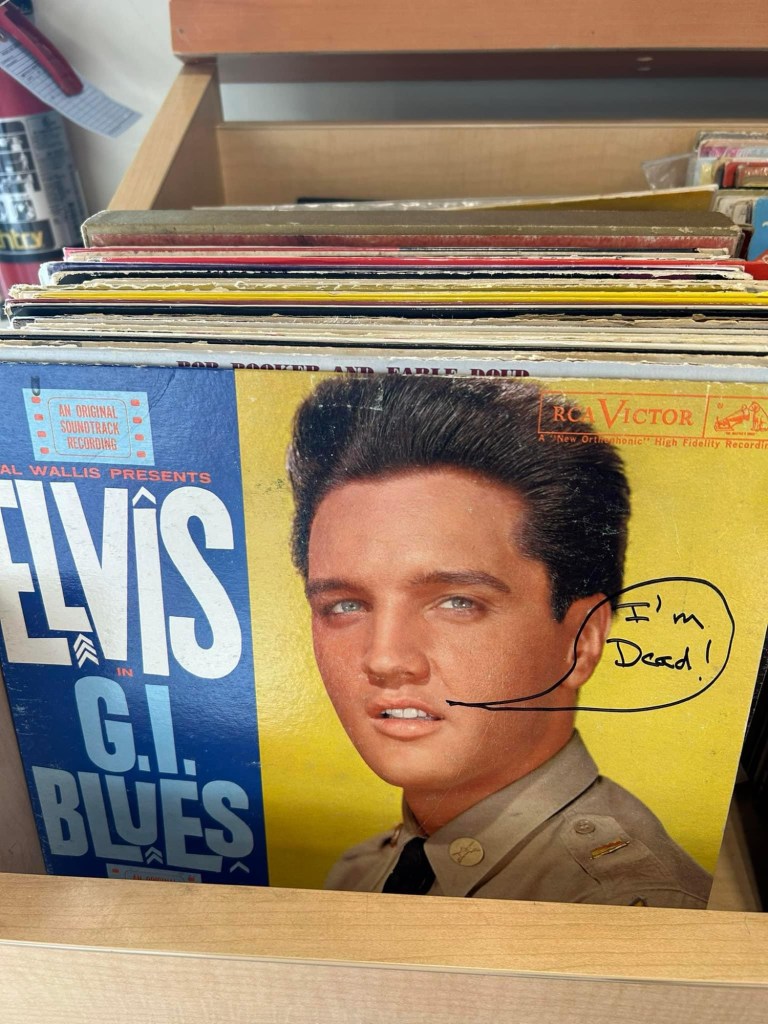 BOB BOOKER AND EARLE DOUD
AN ORIGINAL
SOUNDTRACK
RECORDING
AL WALLIS PRESENTS
ELVIS
IN
G.I.
BLUES
RCA VICTOR
A "New Orthophonic" High Fidelity Recordin
I'm
Dead!